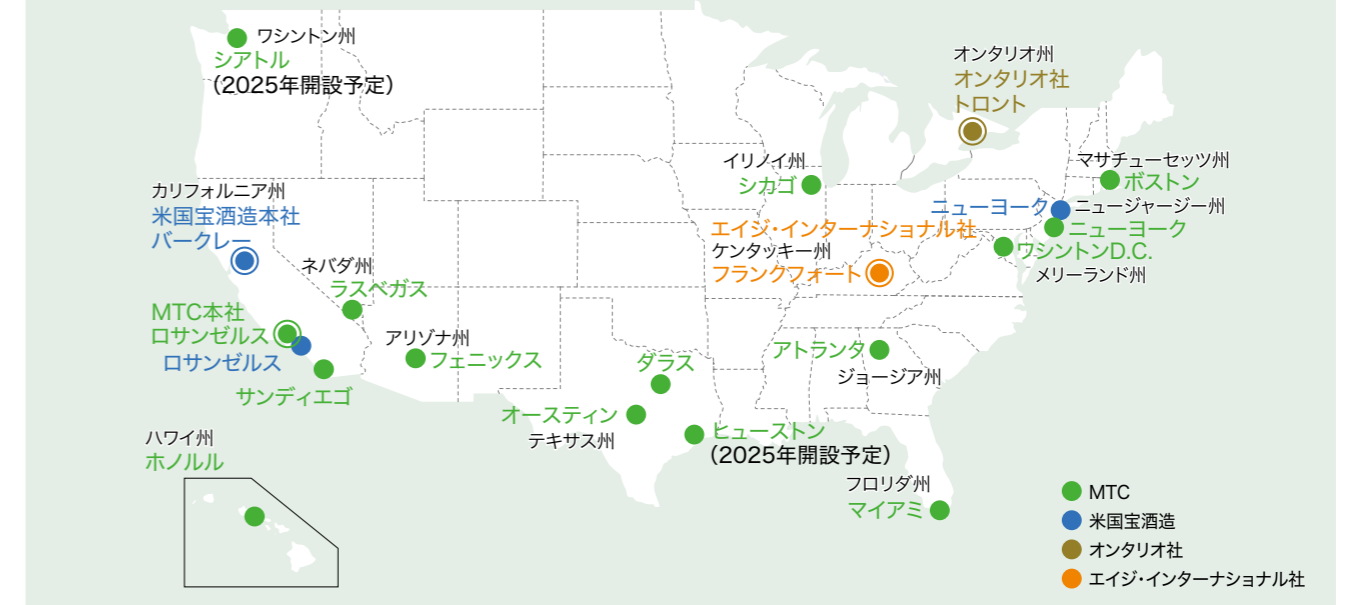 ワシントン州
シアトル
(2025年開設予定)
オンタリオ州
オンタリオ社
トロント
イリノイ州
シカゴ
マサチューセッツ州
ボストン
カリフォルニア州
米国宝酒造本社
バークレー
ニューヨーク
ニュージャージー州
ニューヨーク
エイジ・インターナショナル社
ケンタッキー州
フランクフォート
ワシントンD.C.
メリーランド州
ネバダ州
ラスベガス
MTC本社
ロサンゼルス
ロサンゼルス
アリゾナ州
フェニックス
サンディエゴ
ダラス
アトランタ
ジョージア州
オースティン
テキサス州
ヒューストン
(2025年開設予定)
ハワイ州
ホノルル
フロリダ州
マイアミ
MTC
米国宝酒造
オンタリオ社
エイジ・インターナショナル社